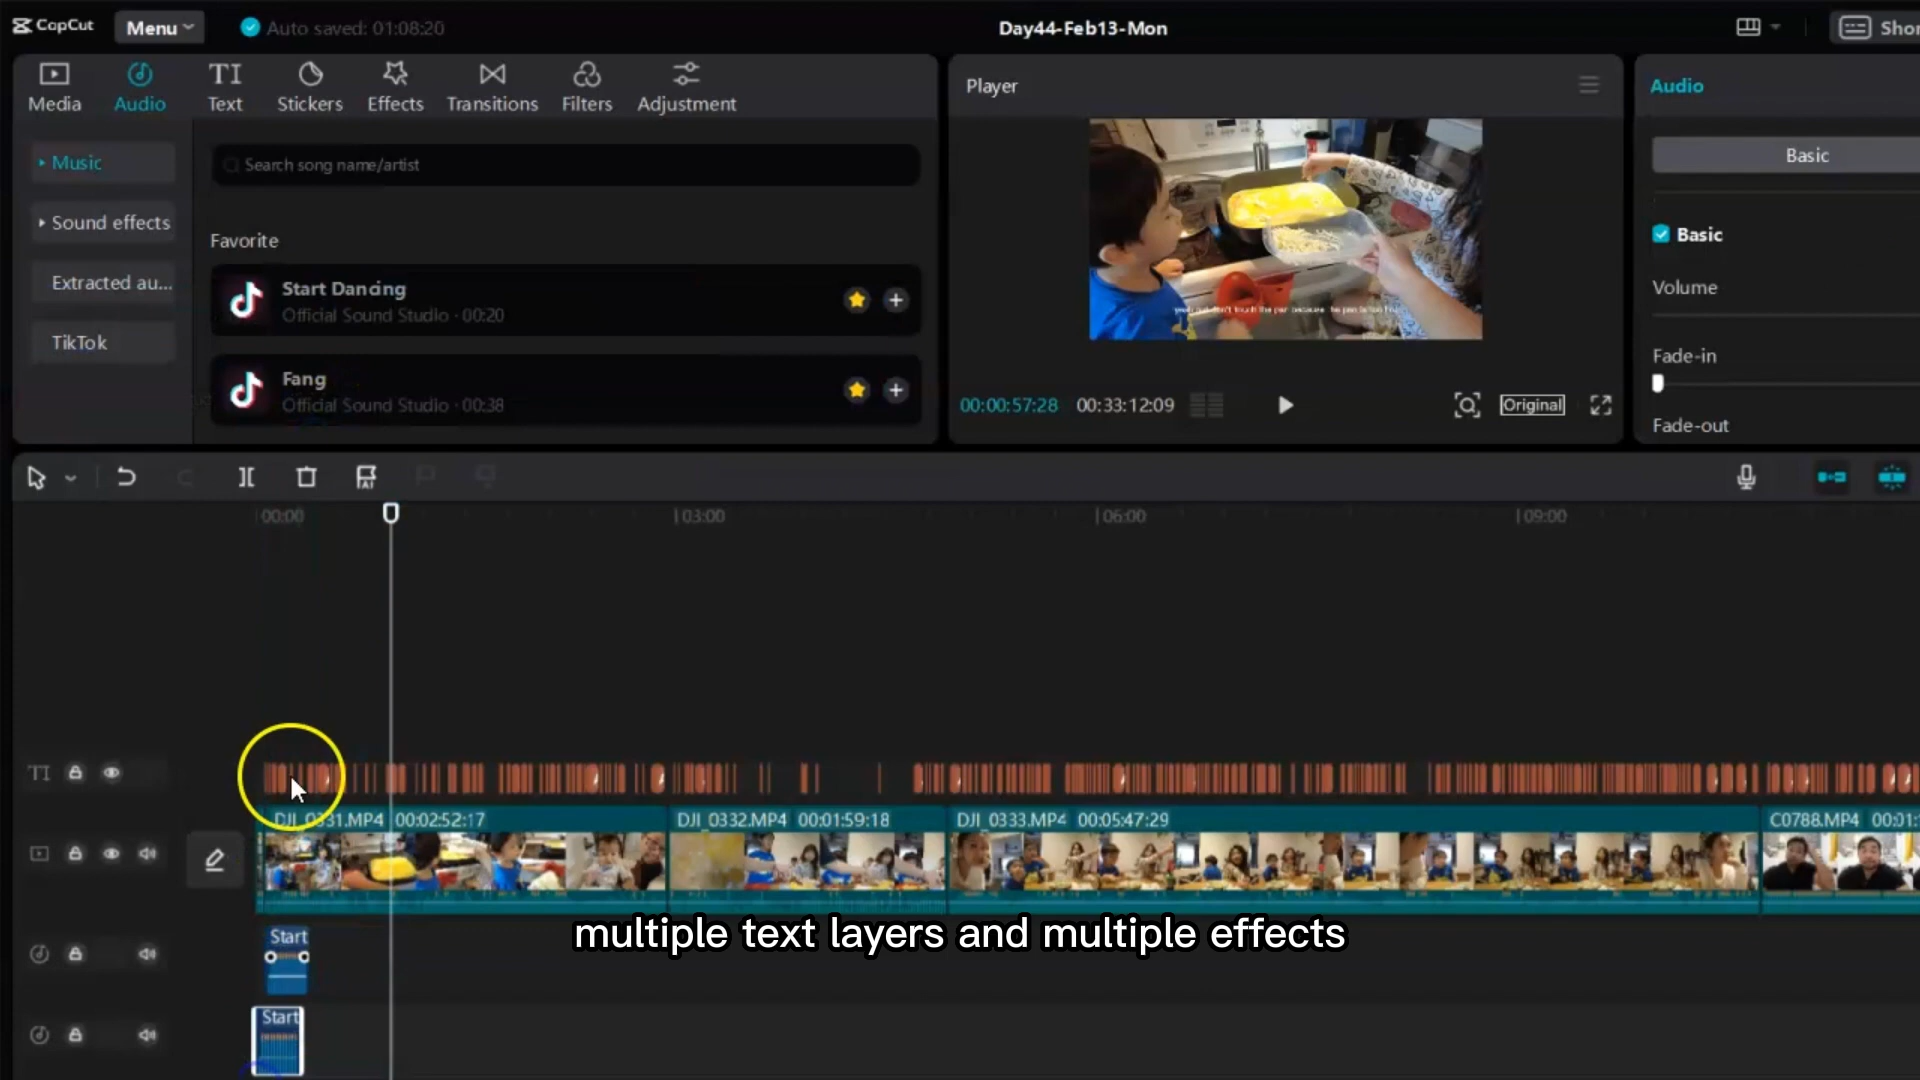 CapCut
Menu
Auto saved: 01:08:20
Day44-Feb13-Mon
Media
Audio
Text
Stickers
Effects
Transitions
Filters
Adjustment
Music
Sound effects
Extracted au...
TikTok
Search song name/artist
Favorite
Start Dancing
Official Sound Studio · 00:20
Fang
Official Sound Studio · 00:38
Player
00:00:57:28
00:33:12:09
Original
Audio
Basic
Basic
Volume
Fade-in
Fade-out
00:00
03:00
06:00
09:00
TI
DJI_0331.MP4 00:02:52:17
DJI_0332.MP4 00:01:59:18
DJI_0333.MP4 00:05:47:29
C0788.MP4
multiple text layers and multiple effects
Start
Start